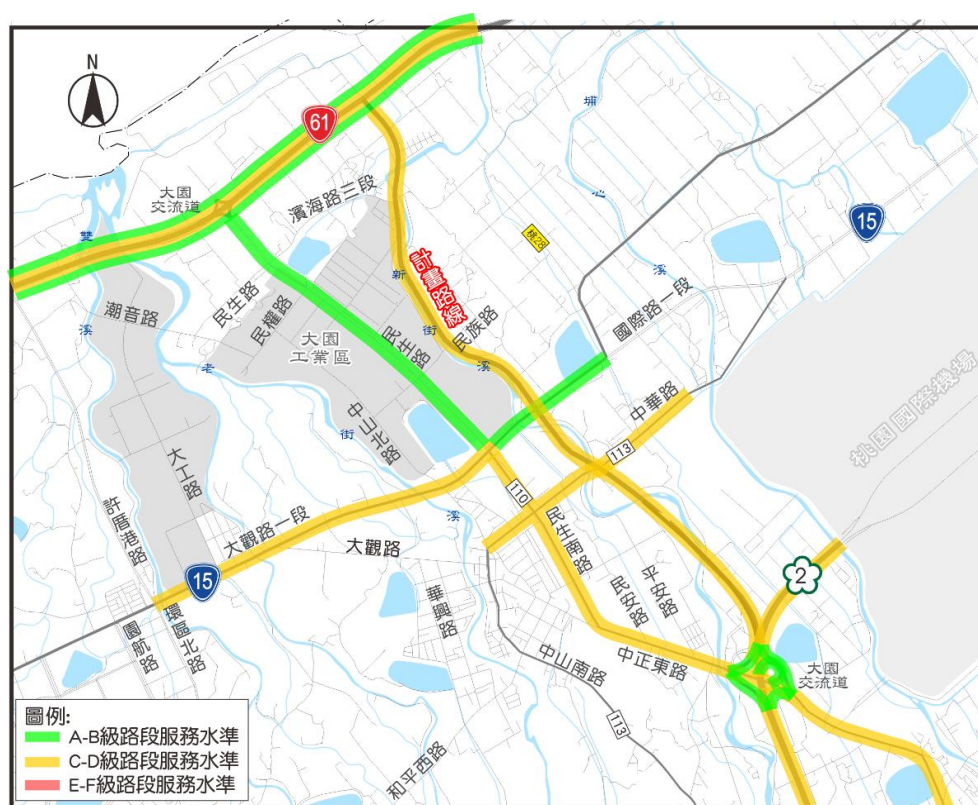 N
61
埔
心
溪
大園
交流道
濱海路三段
15
桃28
雙
溪
計畫路線
新
街
溪
潮音路
民生路
民權路
民生路
民族路
國際路一段
大園
工業區
老
街
溪
中山北路
中華路
113
桃園國際機場
大工路
110
許厝港路
大觀路一段
大觀路
民生南路
15
2
華興路
民安路
平安路
環區北路
園航路
中山南路
中正東路
大園
交流道
113
和平西路
圖例:
A-B級路段服務水準
C-D級路段服務水準
E-F級路段服務水準